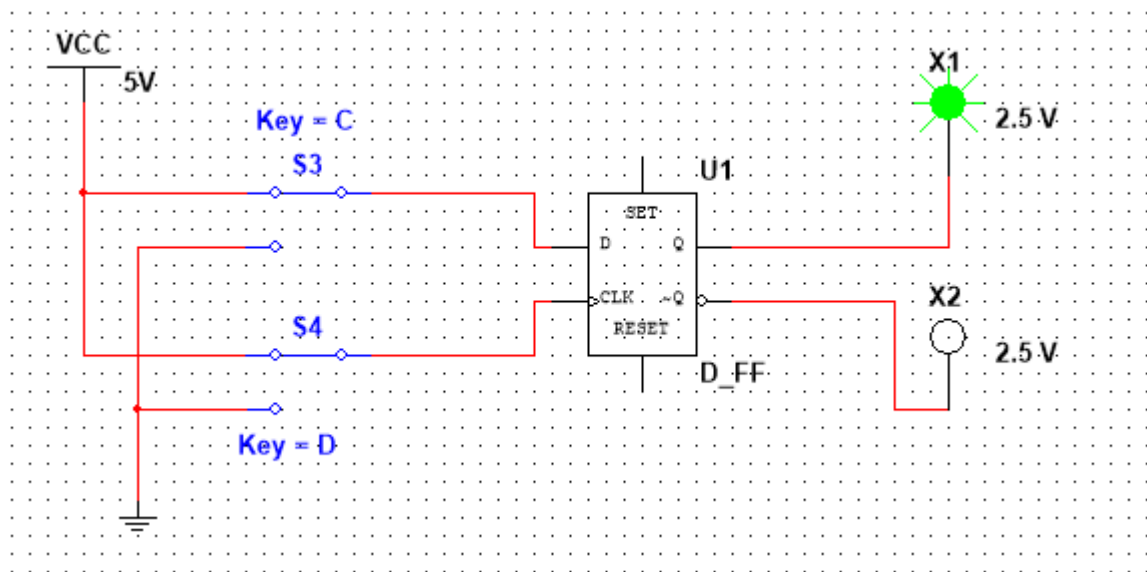 VCC
5V
Key = C
S3
X1
2.5 V
U1
SET
D Q
CLK ~Q
RESET
D_FF
S4
Key = D
X2
2.5 V